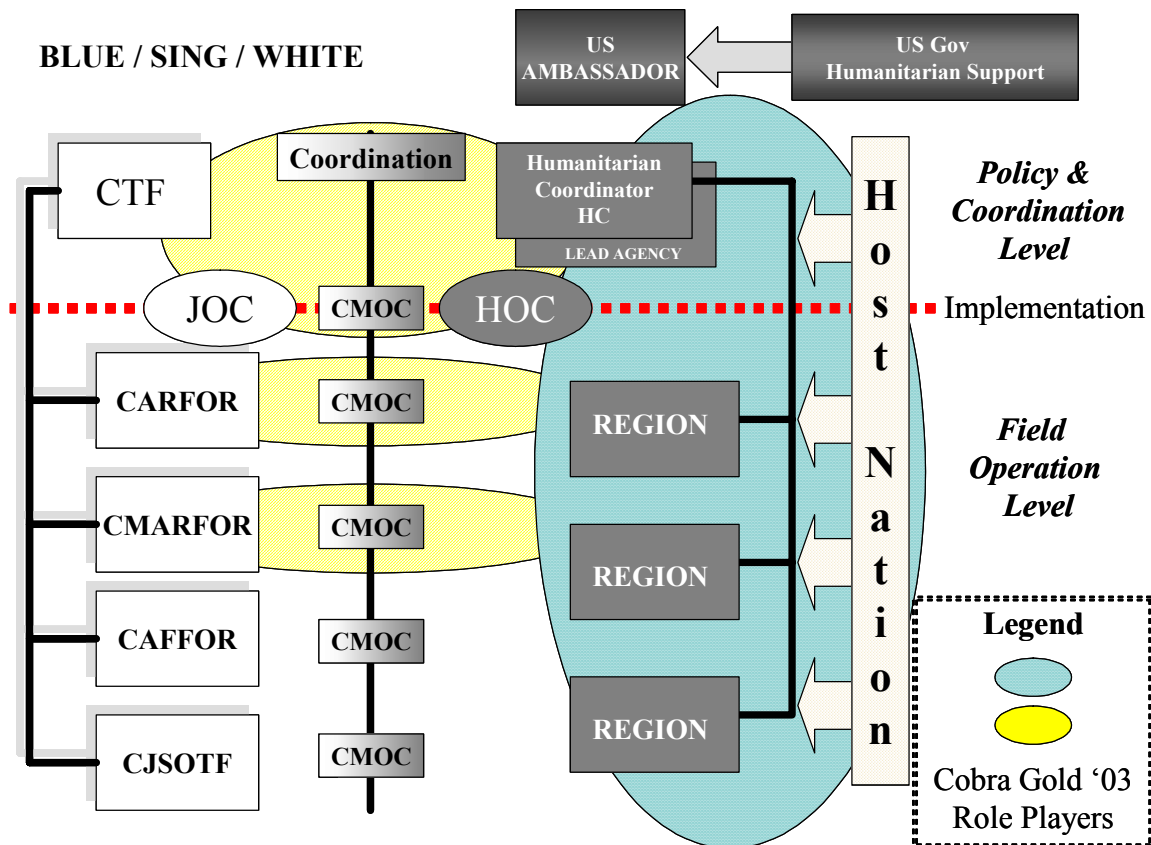 BLUE / SING / WHITE
US
AMBASSADOR
US Gov
Humanitarian Support
CTF
Coordination
Humanitarian
Coordinator
HC
LEAD AGENCY
Host Nation
Policy &
Coordination
Level
JOC
CMOC
HOC
Implementation
CARFOR
CMOC
REGION
Field
Operation
Level
CMARFOR
CMOC
REGION
CAFFOR
CMOC
REGION
CJSOTF
CMOC
Legend
Cobra Gold ‘03
Role Players